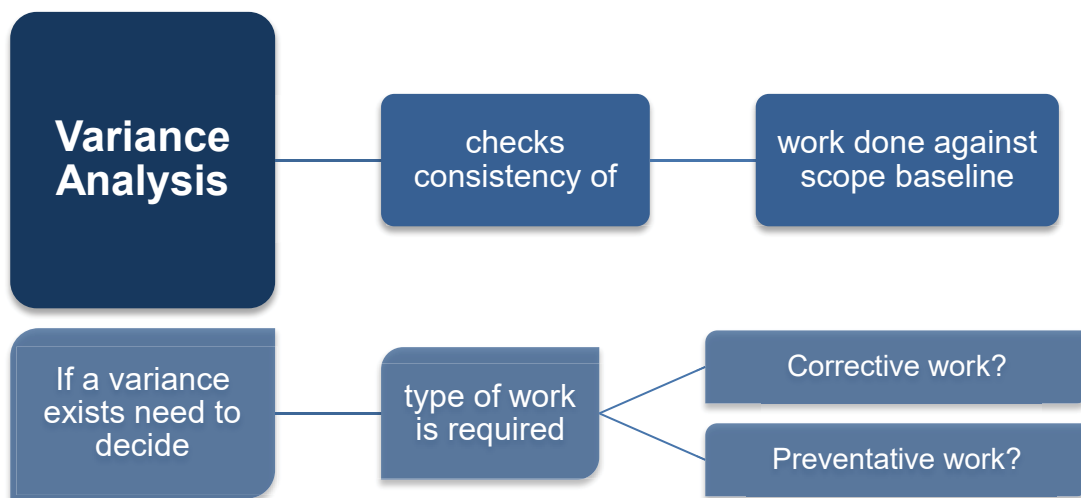 Variance
Analysis
checks
consistency of
work done against
scope baseline
If a variance
exists need to
decide
type of work
is required
Corrective work?
Preventative work?